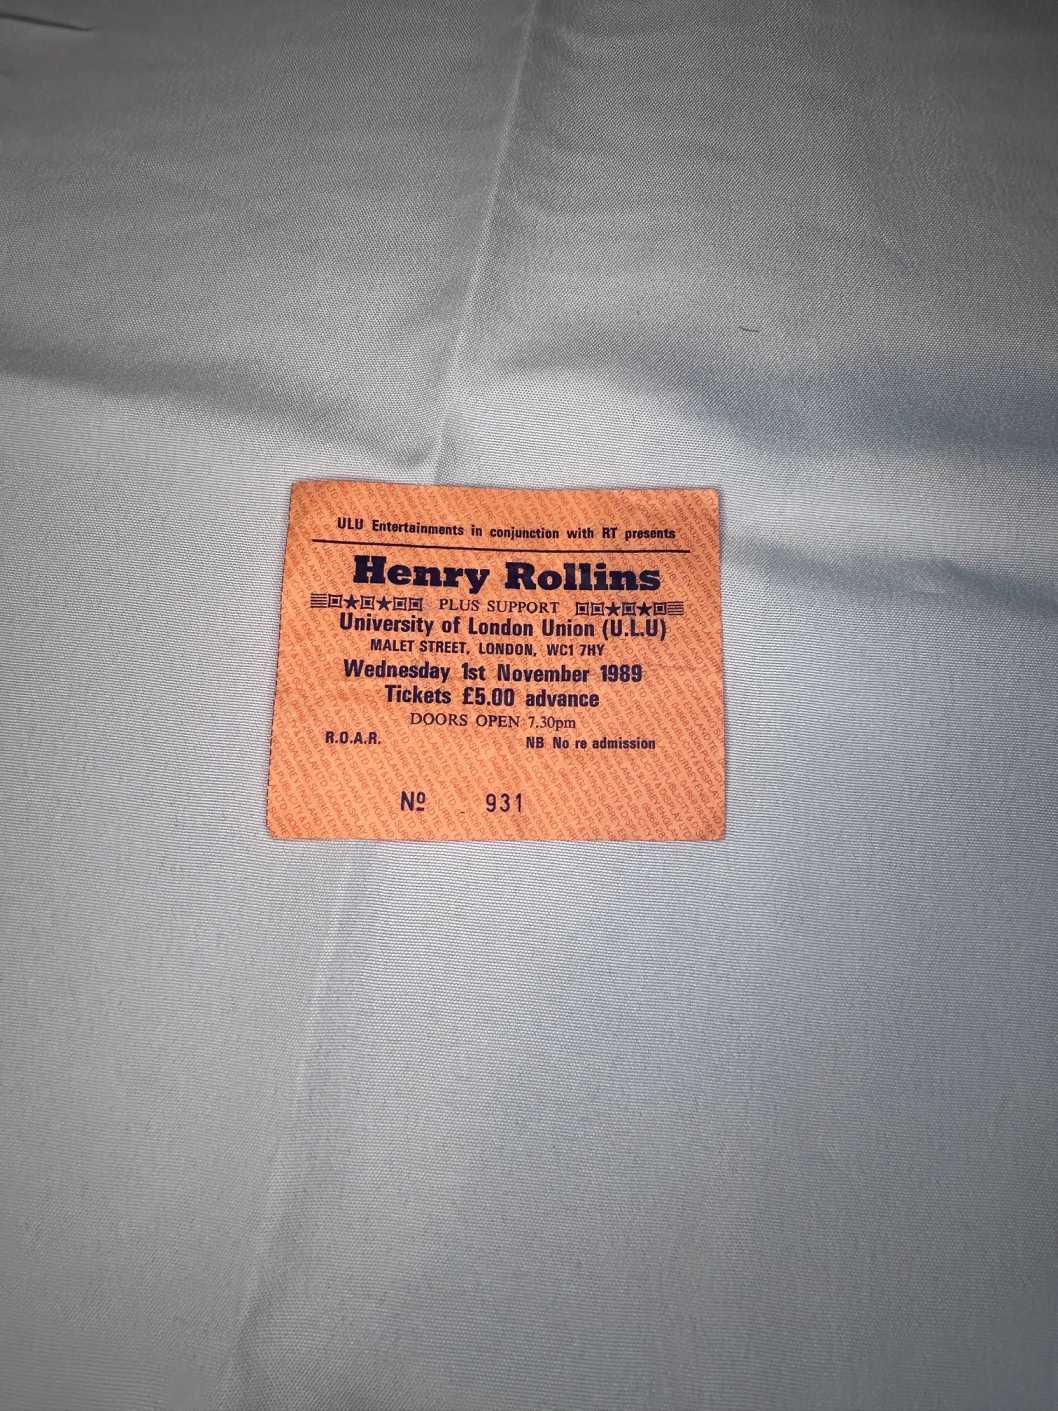 ULU Entertainments in conjunction with RT presents
Henry Rollins
PLUS SUPPORT
University of London Union (U.L.U)
MALET STREET, LONDON, WC1 7HY
Wednesday 1st November 1989
Tickets £5.00 advance
DOORS OPEN 7.30pm
R.O.A.R. NB No re admission
Nº 931